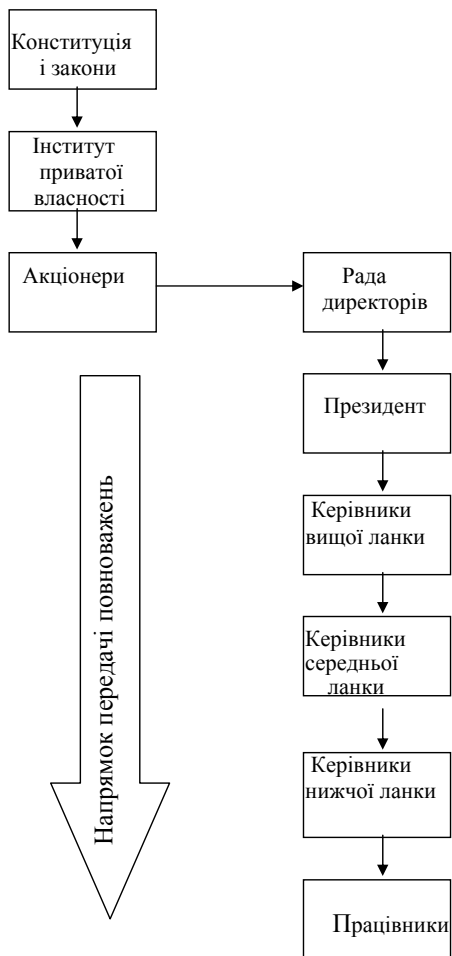 Конституція
і закони
Інститут
приватої
власності
Акціонери
Рада
директорів
Президент
Керівники
вищої ланки
Керівники
середньої
ланки
Керівники
нижчої ланки
Працівники
Напрямок передачі повноважень